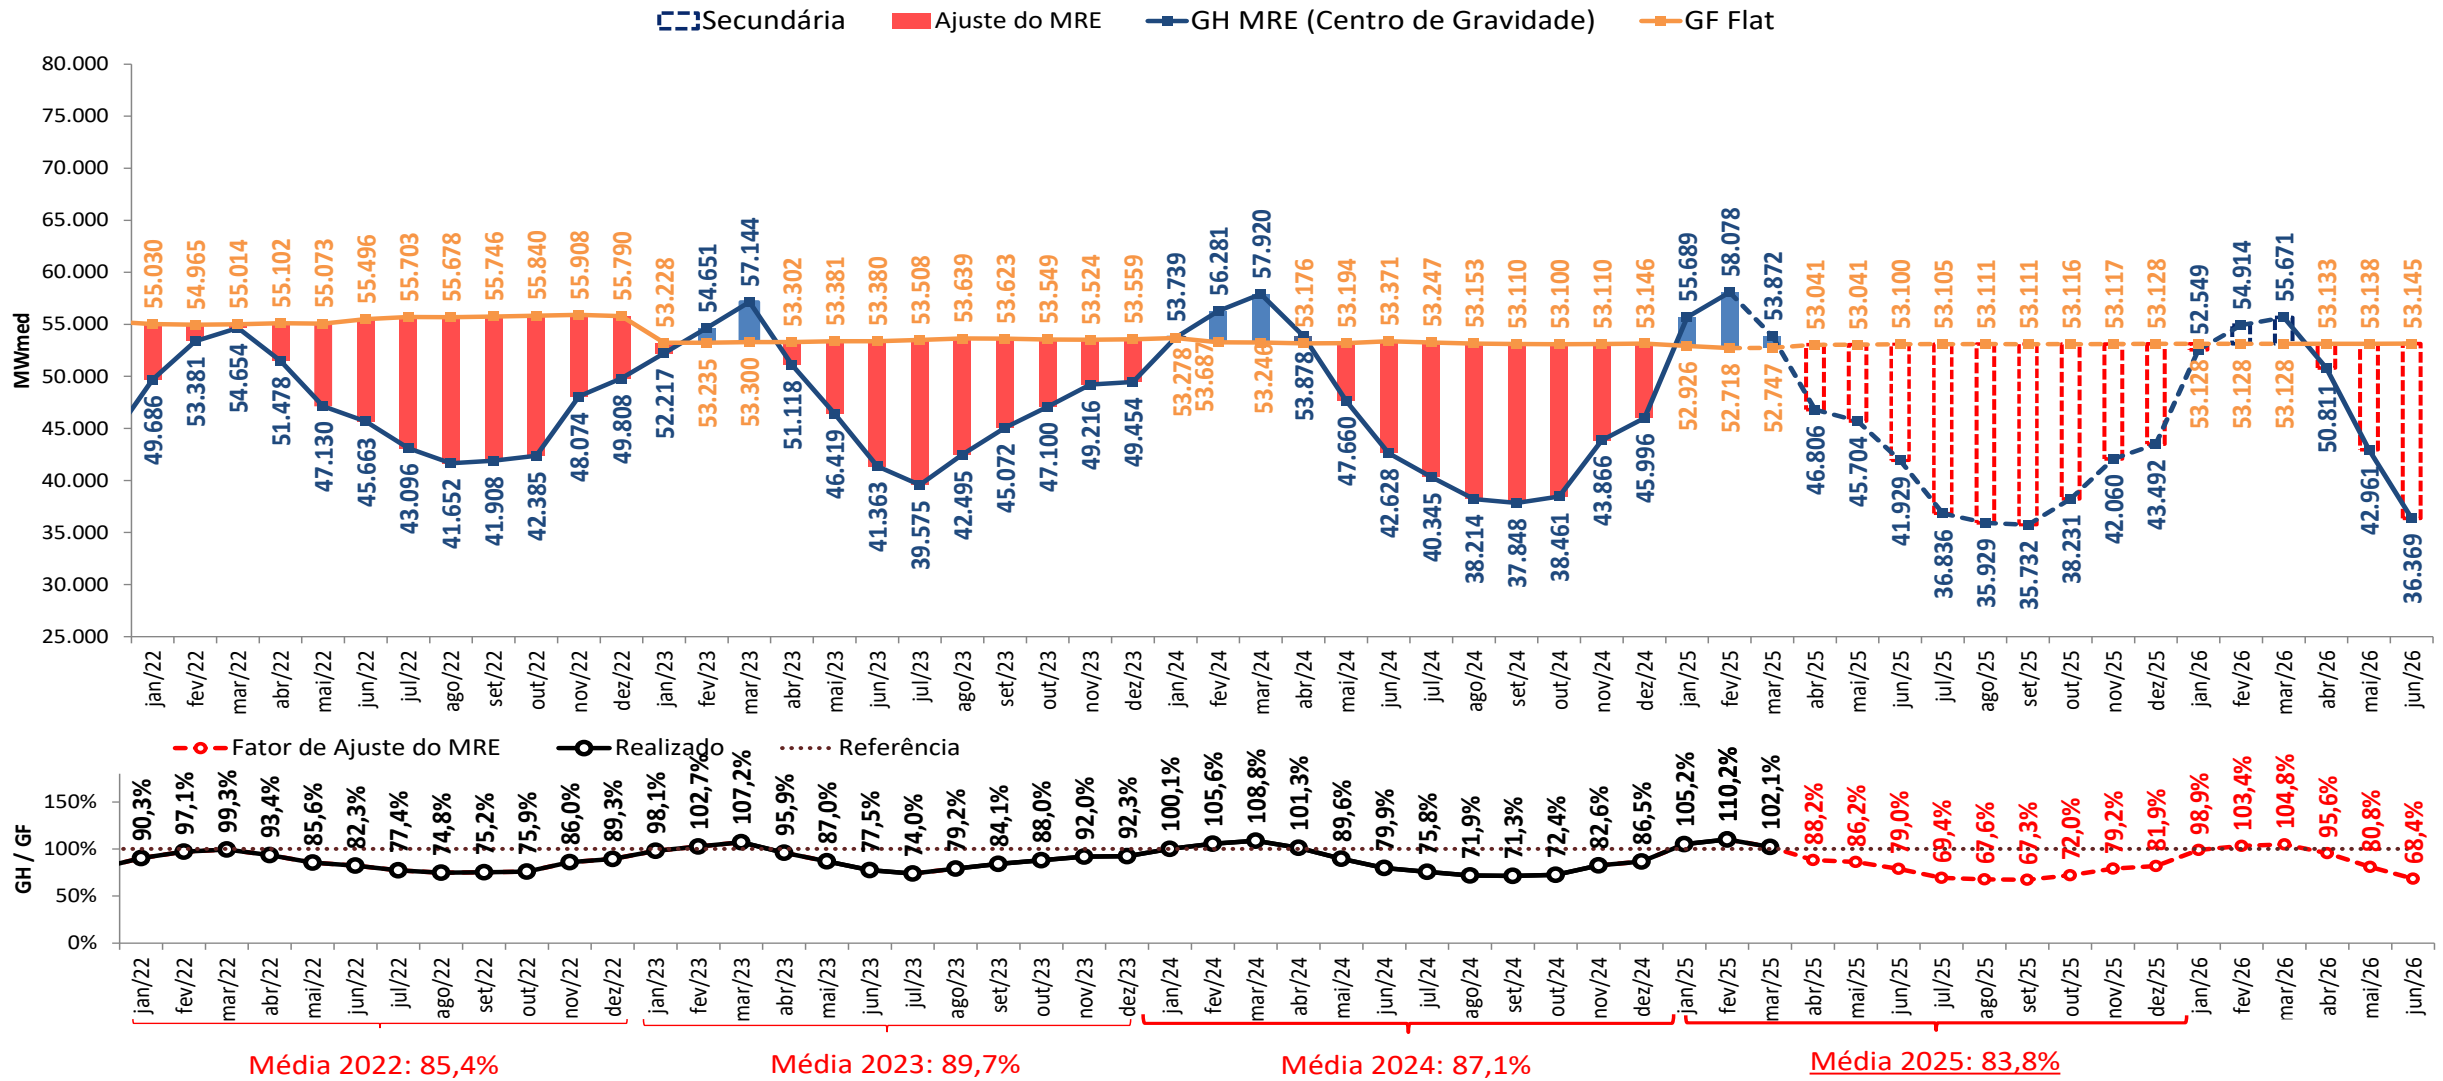 Secundária Ajuste do MRE GH MRE (Centro de Gravidade) GF Flat
MWmed
80.000
75.000
70.000
65.000
60.000
55.000
50.000
45.000
40.000
35.000
30.000
25.000
55.030 54.965 55.014 55.102 55.073 55.496 55.703 55.678 55.746 55.840 55.908 55.790 53.228 54.651 57.144 53.302 53.381 53.380 53.508 53.639 53.623 53.549 53.524 53.559 53.739 56.281 57.920 53.176 53.194 53.371 53.247 53.153 53.110 53.100 53.110 53.146 55.689 58.078 53.872 53.041 53.041 53.100 53.105 53.111 53.111 53.116 53.117 53.128 52.549 54.914 55.671 53.133 53.138 53.145
49.686 53.381 54.654 51.478 47.130 45.663 43.096 41.652 41.908 42.385 48.074 49.808 52.217 53.235 53.300 51.118 46.419 41.363 39.575 42.495 45.072 47.100 49.216 49.454 53.278 53.687 53.246 53.878 47.660 42.628 40.345 38.214 37.848 38.461 43.866 45.996 52.926 52.718 52.747 46.806 45.704 41.929 36.836 35.929 35.732 38.231 42.060 43.492 53.128 53.128 53.128 50.811 42.961 36.369
jan/22 fev/22 mar/22 abr/22 mai/22 jun/22 jul/22 ago/22 set/22 out/22 nov/22 dez/22 jan/23 fev/23 mar/23 abr/23 mai/23 jun/23 jul/23 ago/23 set/23 out/23 nov/23 dez/23 jan/24 fev/24 mar/24 abr/24 mai/24 jun/24 jul/24 ago/24 set/24 out/24 nov/24 dez/24 jan/25 fev/25 mar/25 abr/25 mai/25 jun/25 jul/25 ago/25 set/25 out/25 nov/25 dez/25 jan/26 fev/26 mar/26 abr/26 mai/26 jun/26
Fator de Ajuste do MRE Realizado Referência
GH / GF
150%
100%
50%
0%
90,3% 97,1% 99,3% 93,4% 85,6% 82,3% 77,4% 74,8% 75,2% 75,9% 86,0% 89,3% 98,1% 102,7% 107,2% 95,9% 87,0% 77,5% 74,0% 79,2% 84,1% 88,0% 92,0% 92,3% 100,1% 105,6% 108,8% 101,3% 89,6% 79,9% 75,8% 71,9% 71,3% 72,4% 82,6% 86,5% 105,2% 110,2% 102,1% 88,2% 86,2% 79,0% 69,4% 67,6% 67,3% 72,0% 79,2% 81,9% 98,9% 103,4% 104,8% 95,6% 80,8% 68,4%
jan/22 fev/22 mar/22 abr/22 mai/22 jun/22 jul/22 ago/22 set/22 out/22 nov/22 dez/22 jan/23 fev/23 mar/23 abr/23 mai/23 jun/23 jul/23 ago/23 set/23 out/23 nov/23 dez/23 jan/24 fev/24 mar/24 abr/24 mai/24 jun/24 jul/24 ago/24 set/24 out/24 nov/24 dez/24 jan/25 fev/25 mar/25 abr/25 mai/25 jun/25 jul/25 ago/25 set/25 out/25 nov/25 dez/25 jan/26 fev/26 mar/26 abr/26 mai/26 jun/26
Média 2022: 85,4% Média 2023: 89,7% Média 2024: 87,1% Média 2025: 83,8%